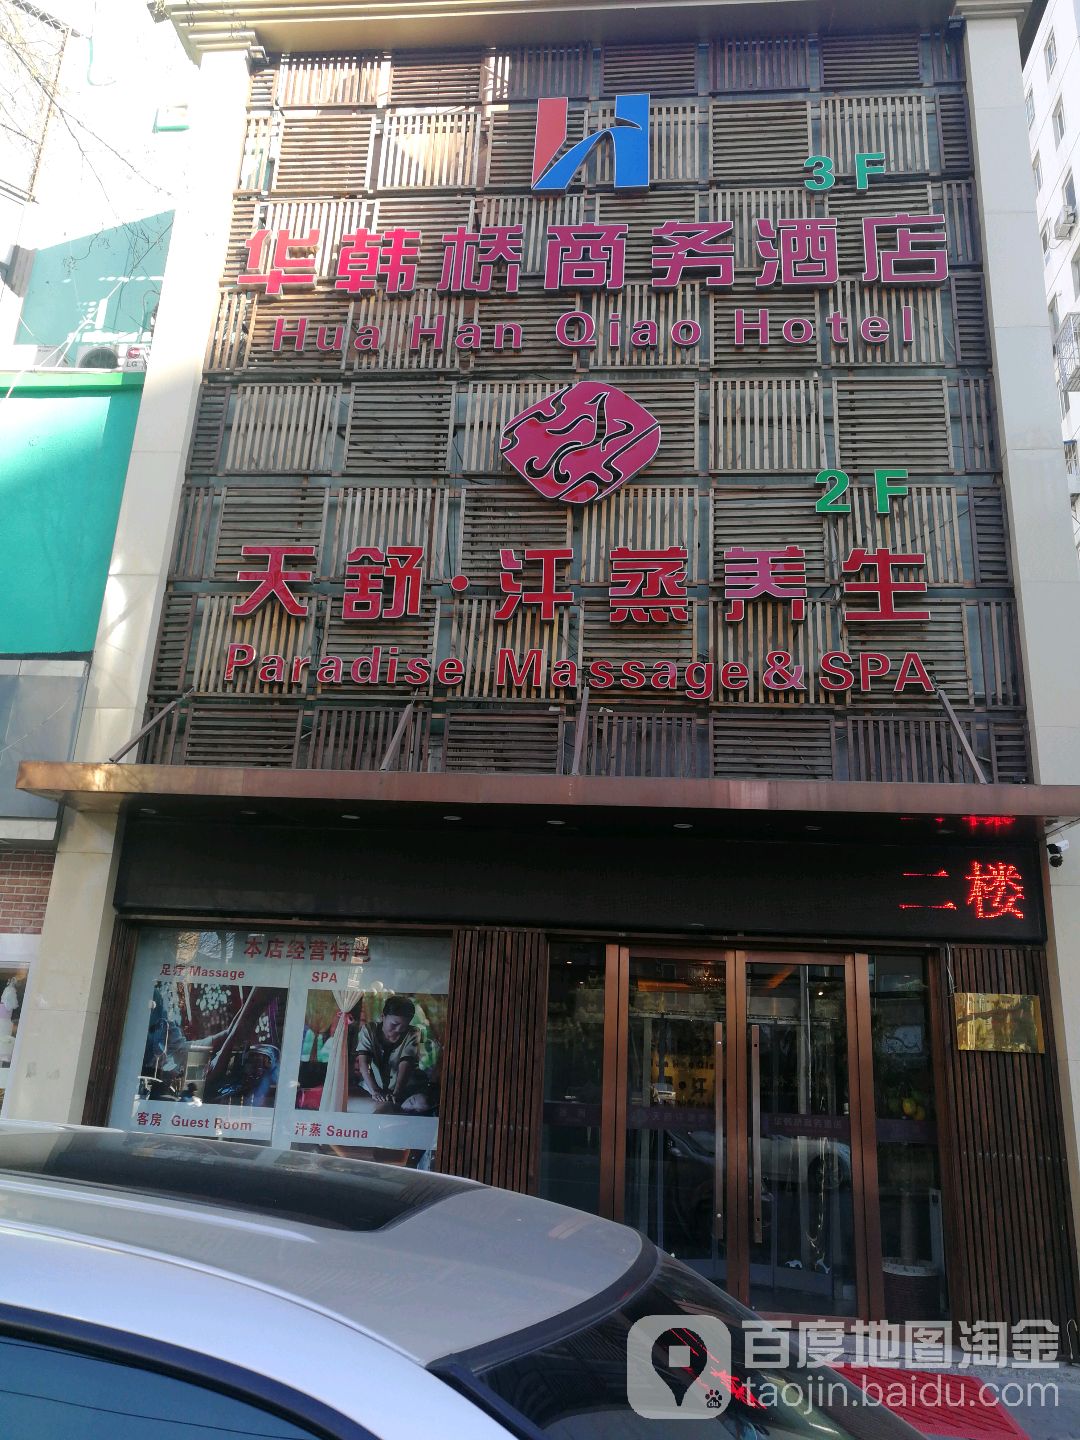 3F
华韩桥商务酒店
Hua Han Qiao Hotel
2F
天舒·汗蒸养生
Paradise Massage & SPA
二楼
本店经营特色
足疗 Massage
SPA
客房 Guest Room
汗蒸 Sauna
LG
百度地图淘金
taojin.baidu.com
du